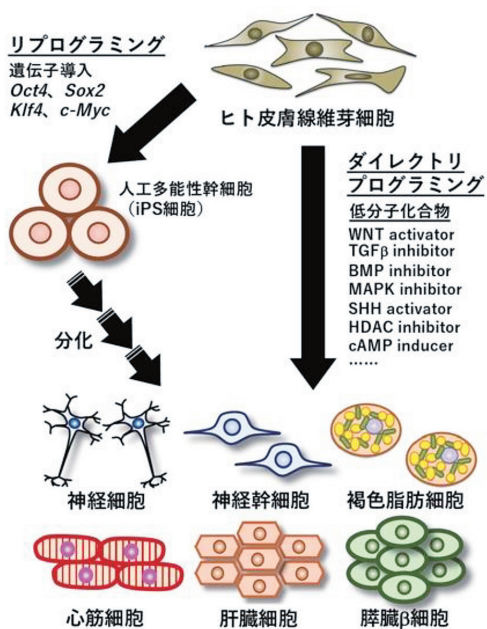 リプログラミング
遺伝子導入
Oct4、Sox2
Klf4、c-Myc
ヒト皮膚線維芽細胞
人工多能性幹細胞
（iPS細胞）
ダイレクトリ
プログラミング
低分子化合物
WNT activator
TGFβ inhibitor
BMP inhibitor
MAPK inhibitor
SHH activator
HDAC inhibitor
cAMP inducer
……
分化
神経細胞
神経幹細胞
褐色脂肪細胞
心筋細胞
肝臓細胞
膵臓β細胞